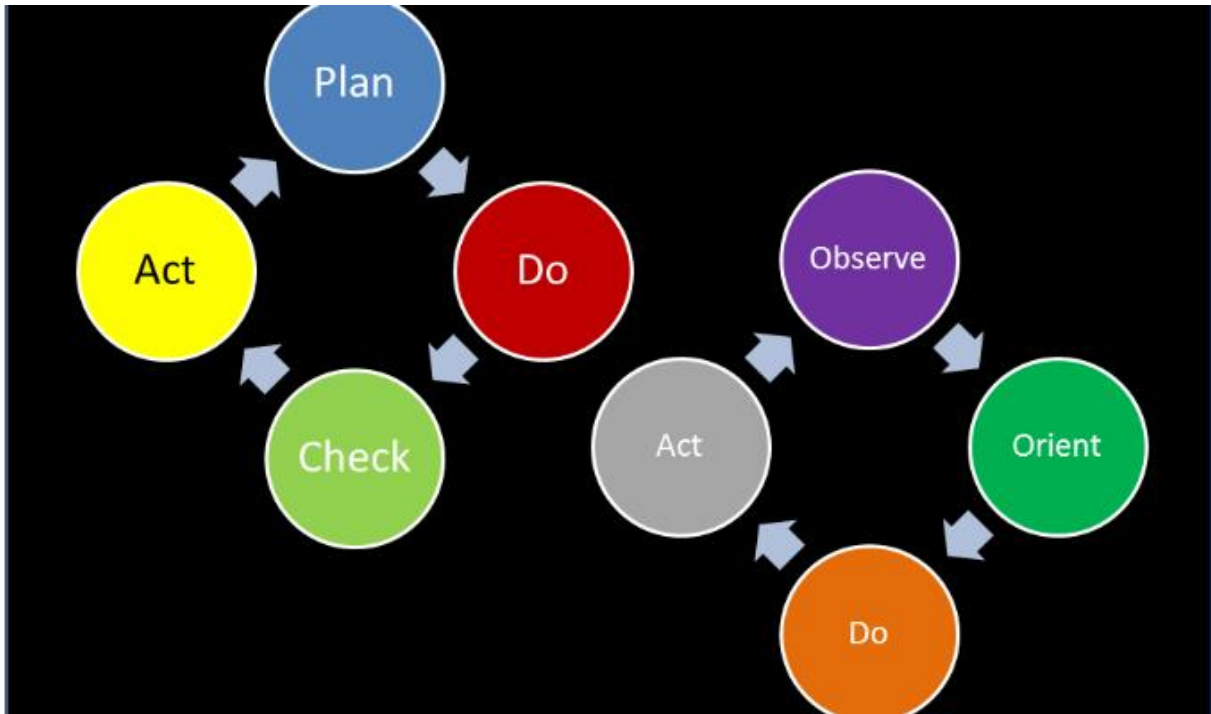 Plan
Act
Do
Check
Observe
Act
Orient
Do